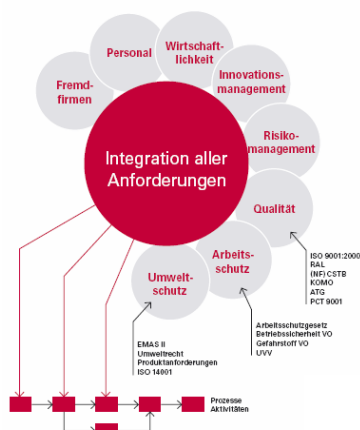 Personal
Wirtschaft-
lichkeit
Fremd-
firmen
Innovations-
management
Integration aller
Anforderungen
Risiko-
management
Qualität
Arbeits-
schutz
Umwelt-
schutz
ISO 9001:2000
RAL
(NF) CSTB
KOMO
ATG
PCT 9001
Arbeitsschutzgesetz
Betriebssicherheit VO
Gefahrstoff VO
UVV
EMAS II
Umweltrecht
Produktanforderungen
ISO 14001
Prozesse
Aktivitäten